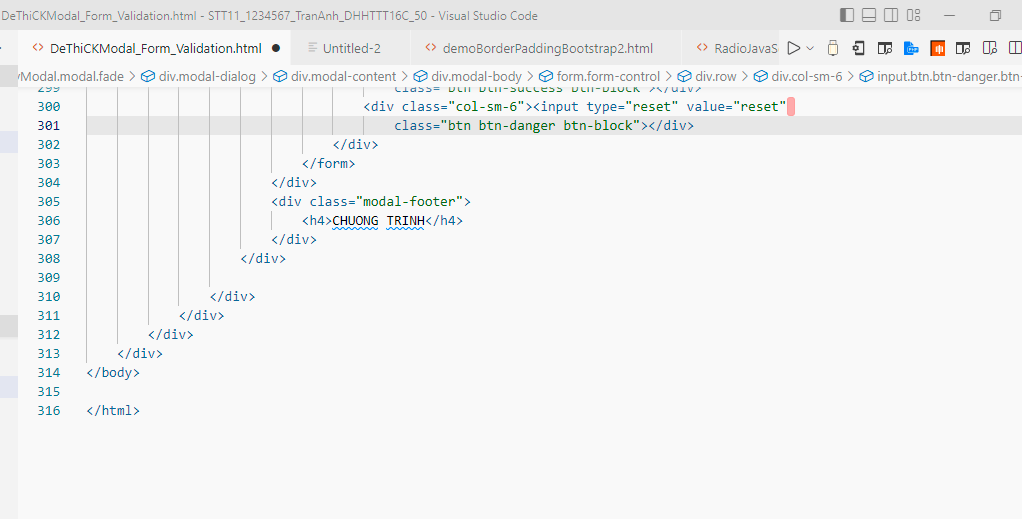 DeThiCKModal_Form_Validation.html - STT11_1234567_TranAnh_DHHTTT16C_50 - Visual Studio Code
DeThiCKModal_Form_Validation.html Untitled-2 demoBorderPaddingBootstrap2.html RadioJavaS
yModal.modal.fade > div.modal-dialog > div.modal-content > div.modal-body > form.form-control > div.row > div.col-sm-6 > input.btn.btn-danger.btn-
299 class="btn btn-success btn-block"></div>
300 <div class="col-sm-6"><input type="reset" value="reset"
301 class="btn btn-danger btn-block"></div>
302 </div>
303 </form>
304 </div>
305 <div class="modal-footer">
306 <h4>CHUONG TRINH</h4>
307 </div>
308 </div>
309
310 </div>
311 </div>
312 </div>
313 </div>
314 </body>
315
316 </html>